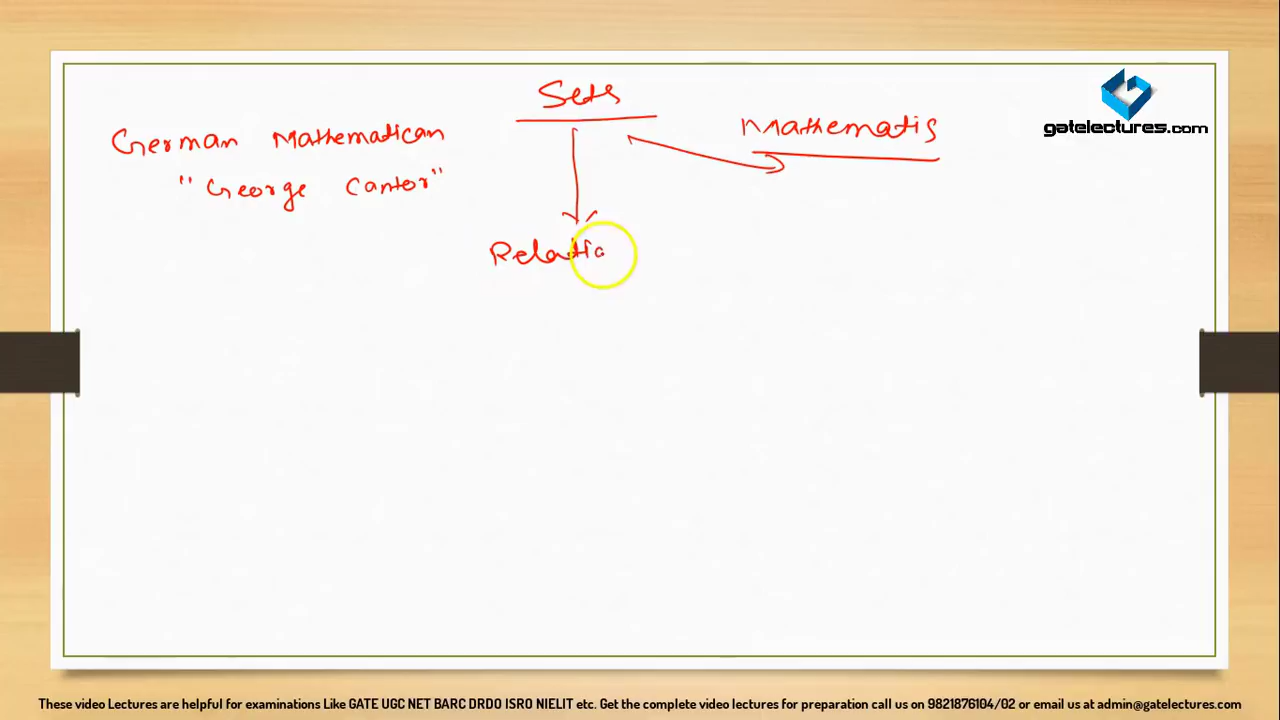 Sets
German Mathematican
Mathematis
"George Cantor"
Relatio
gatelectures.com
These video Lectures are helpful for examinations Like GATE UGC NET BARC DRDO ISRO NIELIT etc. Get the complete video lectures for preparation call us on 9821876104/02 or email us at admin@gatelectures.com